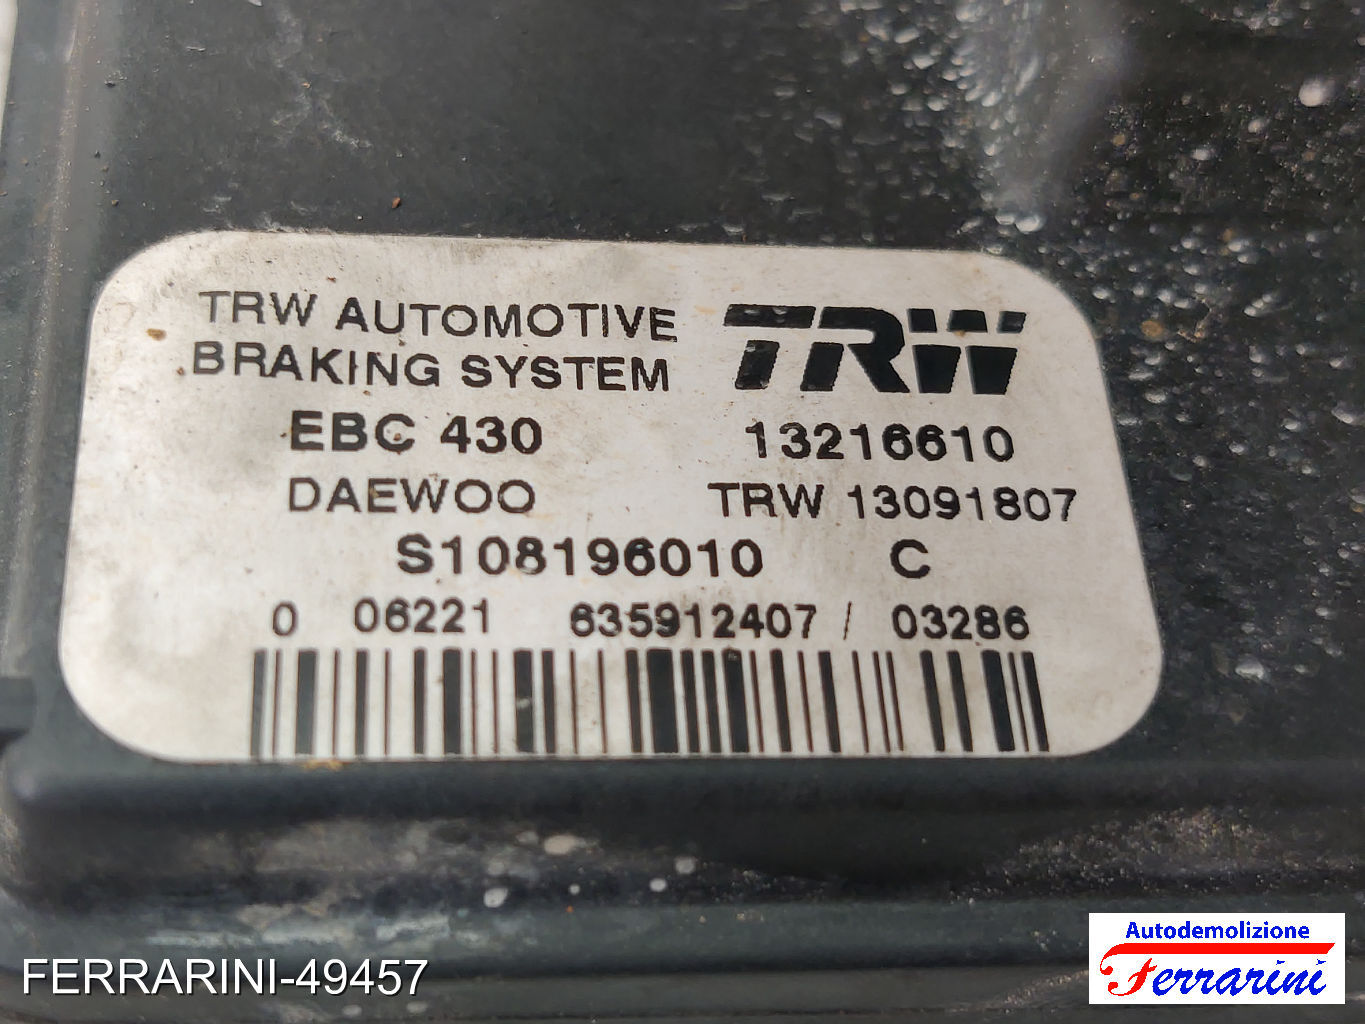 TRW AUTOMOTIVE
BRAKING SYSTEM
TRW
EBC 430
13216610
DAEWOO
TRW 13091807
S108196010 C
0 06221 635912407 / 03286
FERRARINI-49457
Autodemolizione
Ferrarini